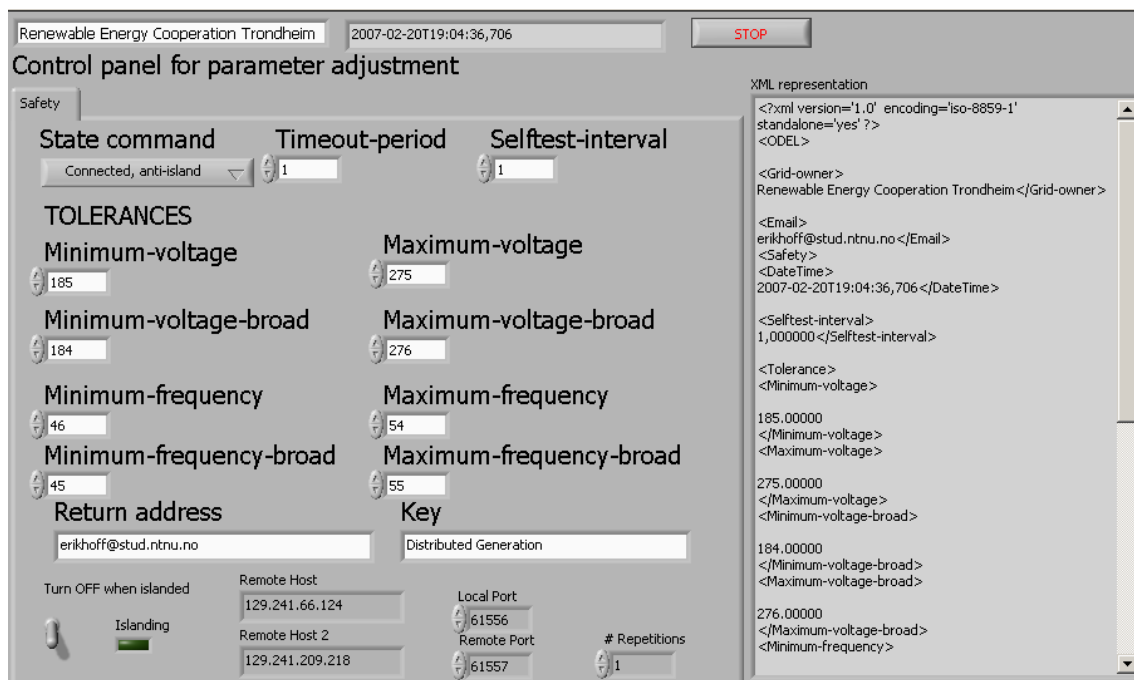 Renewable Energy Cooperation Trondheim
2007-02-20T19:04:36,706
STOP
Control panel for parameter adjustment
Safety
State command
Timeout-period
Selftest-interval
Connected, anti-island
1
1
TOLERANCES
Minimum-voltage
Maximum-voltage
185
275
Minimum-voltage-broad
Maximum-voltage-broad
184
276
Minimum-frequency
Maximum-frequency
46
54
Minimum-frequency-broad
Maximum-frequency-broad
45
55
Return address
Key
erikhoff@stud.ntnu.no
Distributed Generation
Turn OFF when islanded
Islanding
Remote Host
129.241.66.124
Remote Host 2
129.241.209.218
Local Port
61556
Remote Port
61557
# Repetitions
1
XML representation
<?xml version='1.0' encoding='iso-8859-1'
standalone='yes' ?>
<ODEL>
<Grid-owner>
Renewable Energy Cooperation Trondheim</Grid-owner>
<Email>
erikhoff@stud.ntnu.no</Email>
<Safety>
<DateTime>
2007-02-20T19:04:36,706</DateTime>
<Selftest-interval>
1,000000</Selftest-interval>
<Tolerance>
<Minimum-voltage>
185.00000
</Minimum-voltage>
<Maximum-voltage>
275.00000
</Maximum-voltage>
<Minimum-voltage-broad>
184.00000
</Minimum-voltage-broad>
<Maximum-voltage-broad>
276.00000
</Maximum-voltage-broad>
<Minimum-frequency>